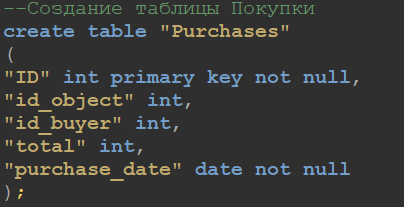 --Создание таблицы Покупки
create table "Purchases"
(
"ID" int primary key not null,
"id_object" int,
"id_buyer" int,
"total" int,
"purchase_date" date not null
);